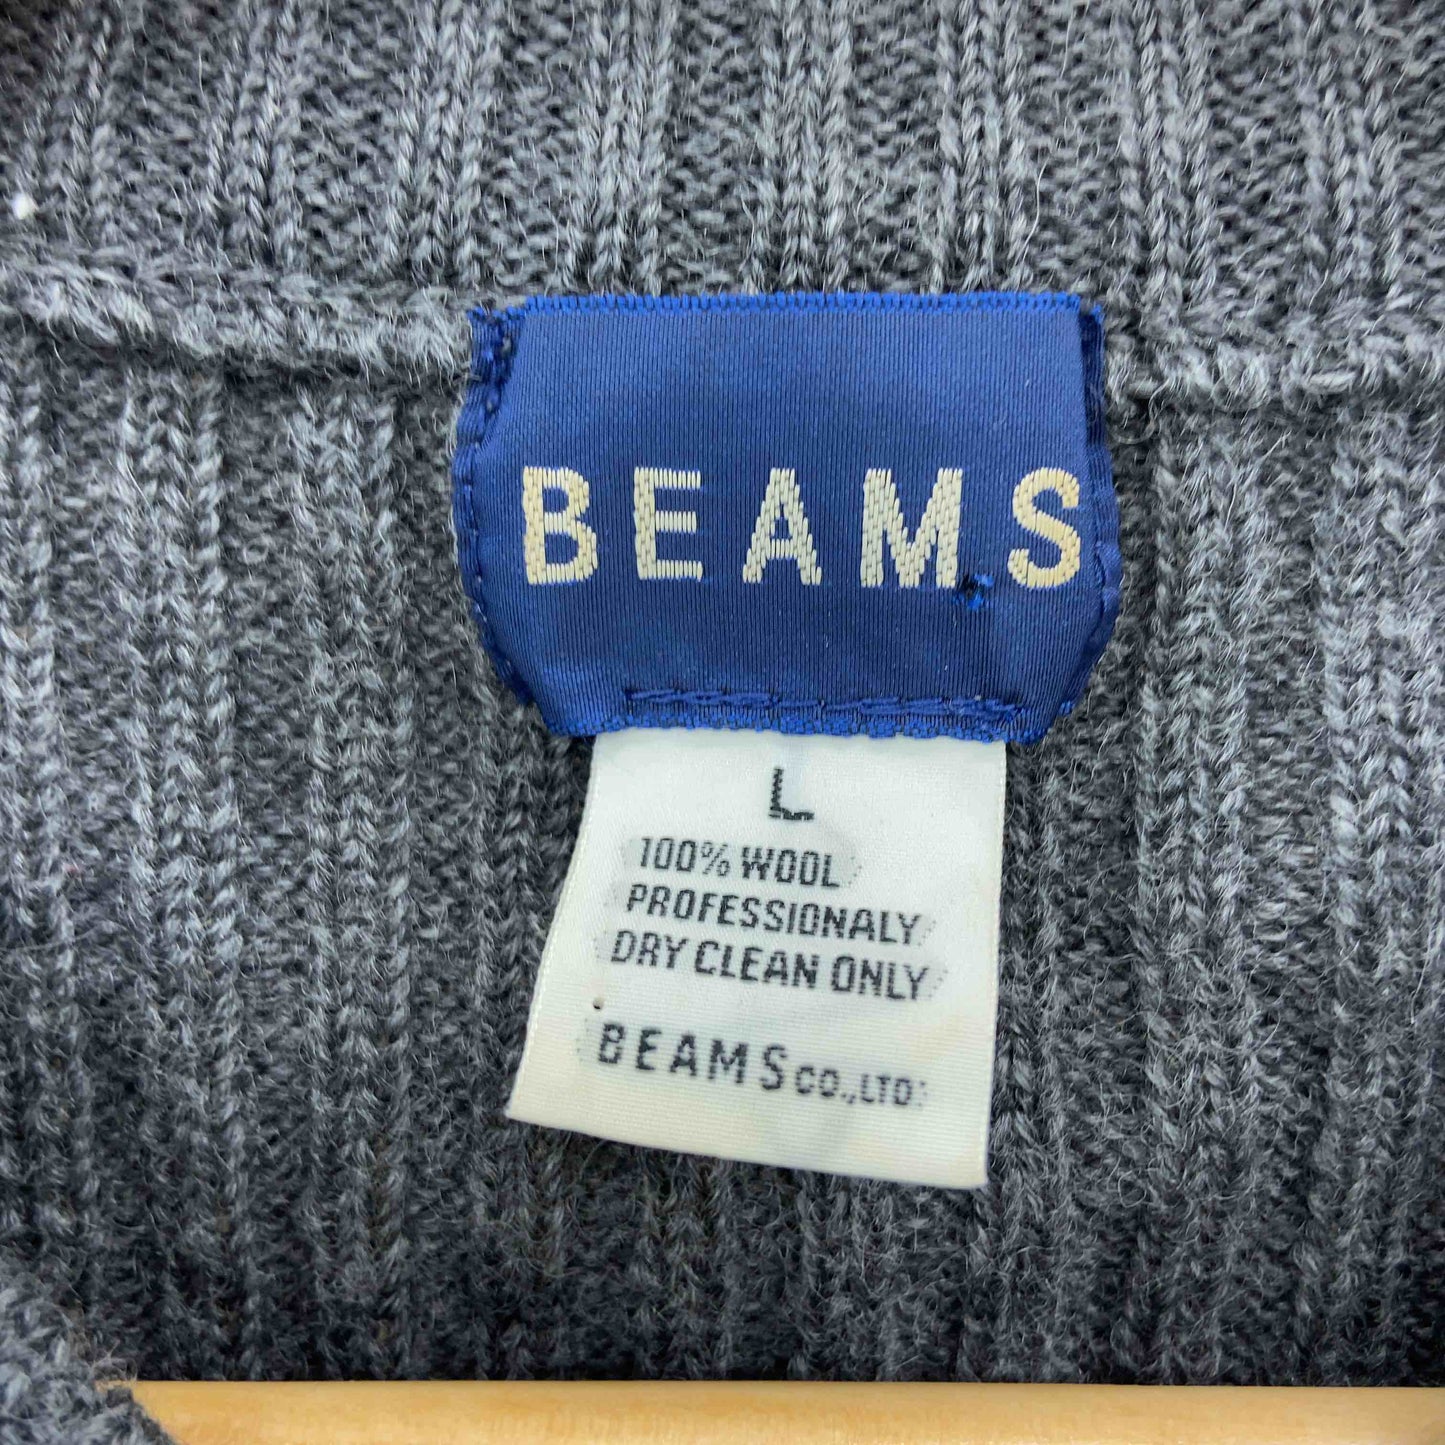 BEAMS
L
100% WOOL
PROFESSIONALY
DRY CLEAN ONLY
BEAMS CO.,LTD.